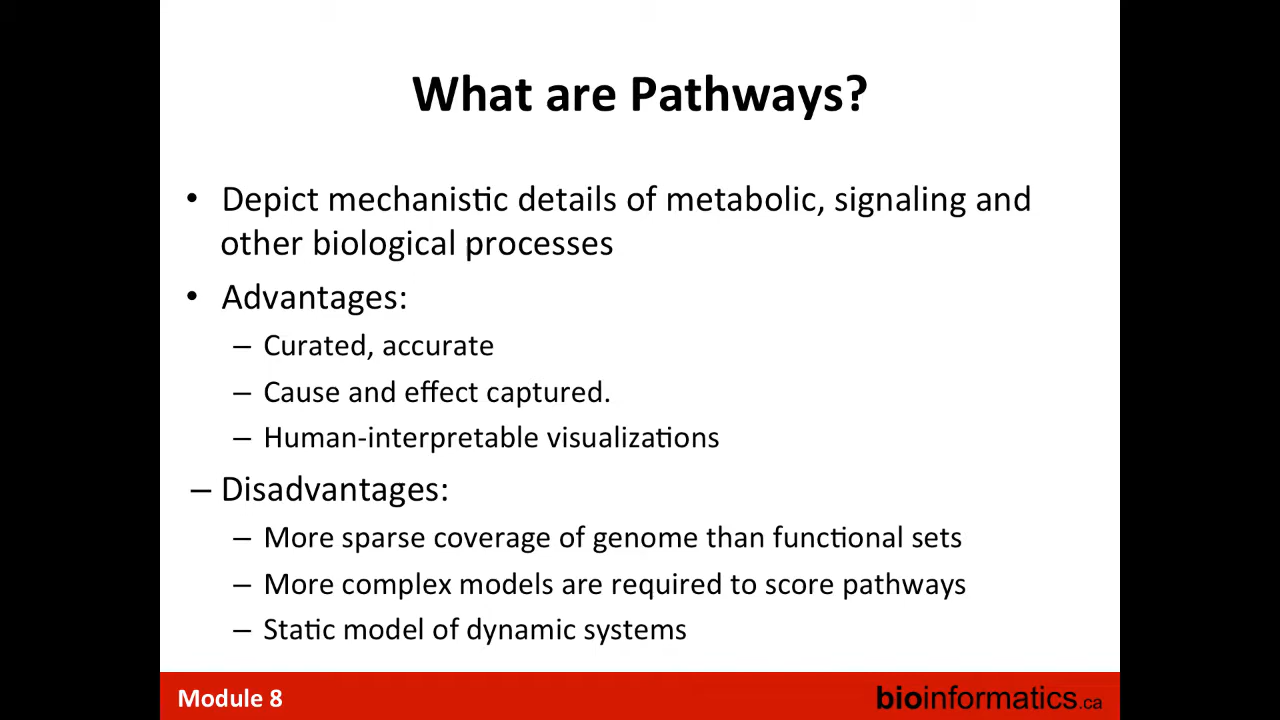 What are Pathways?
• Depict mechanistic details of metabolic, signaling and
other biological processes
• Advantages:
– Curated, accurate
– Cause and effect captured.
– Human-interpretable visualizations
– Disadvantages:
– More sparse coverage of genome than functional sets
– More complex models are required to score pathways
– Static model of dynamic systems
Module 8
bioinformatics.ca